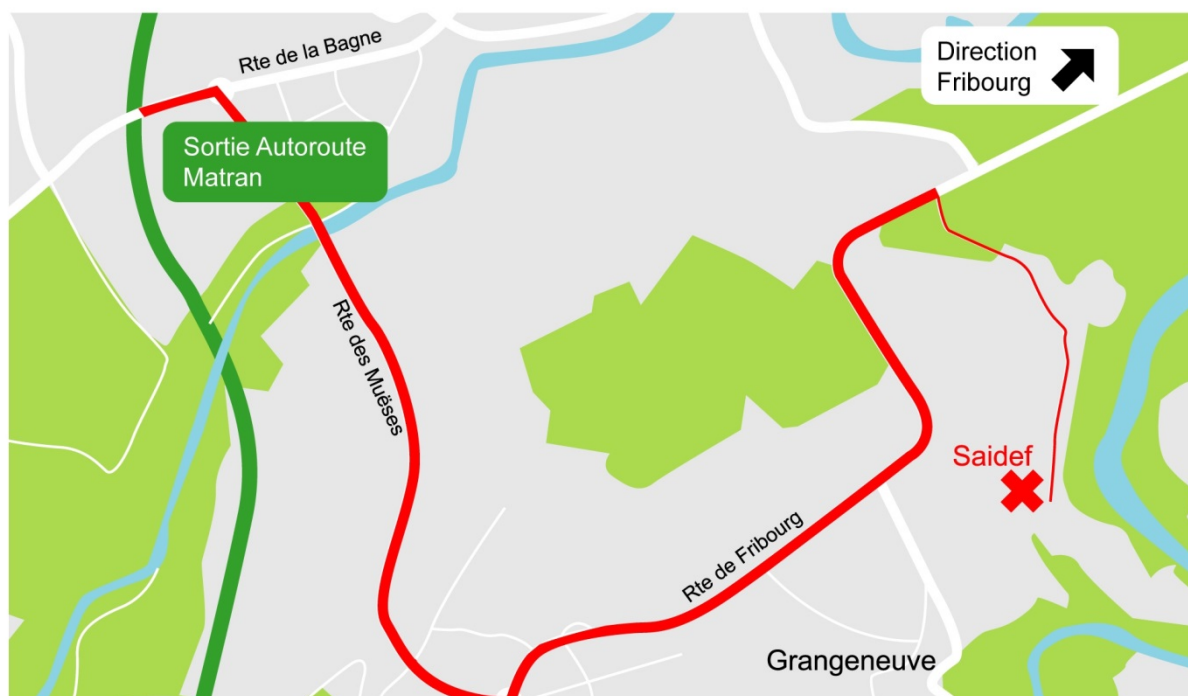 Rte de la Bagne
Direction
Fribourg
Sortie Autoroute
Matran
Rte des Muëses
Saidef
Rte de Fribourg
Grangeneuve